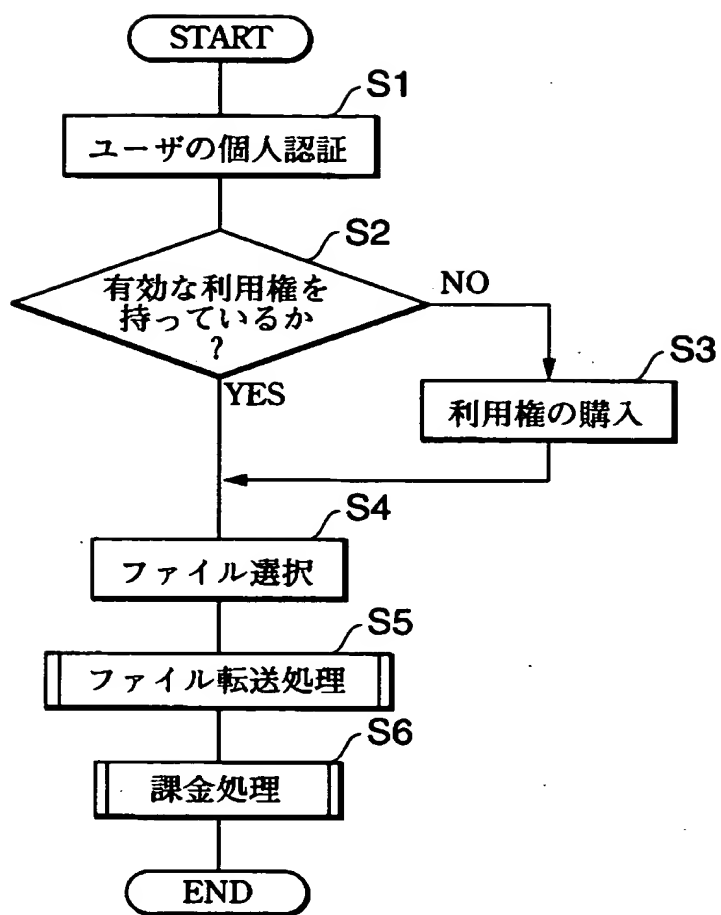 START
S1
ユーザの個人認証
S2
有効な利用権を
持っているか
?
NO
YES
S3
利用権の購入
S4
ファイル選択
S5
ファイル転送処理
S6
課金処理
END